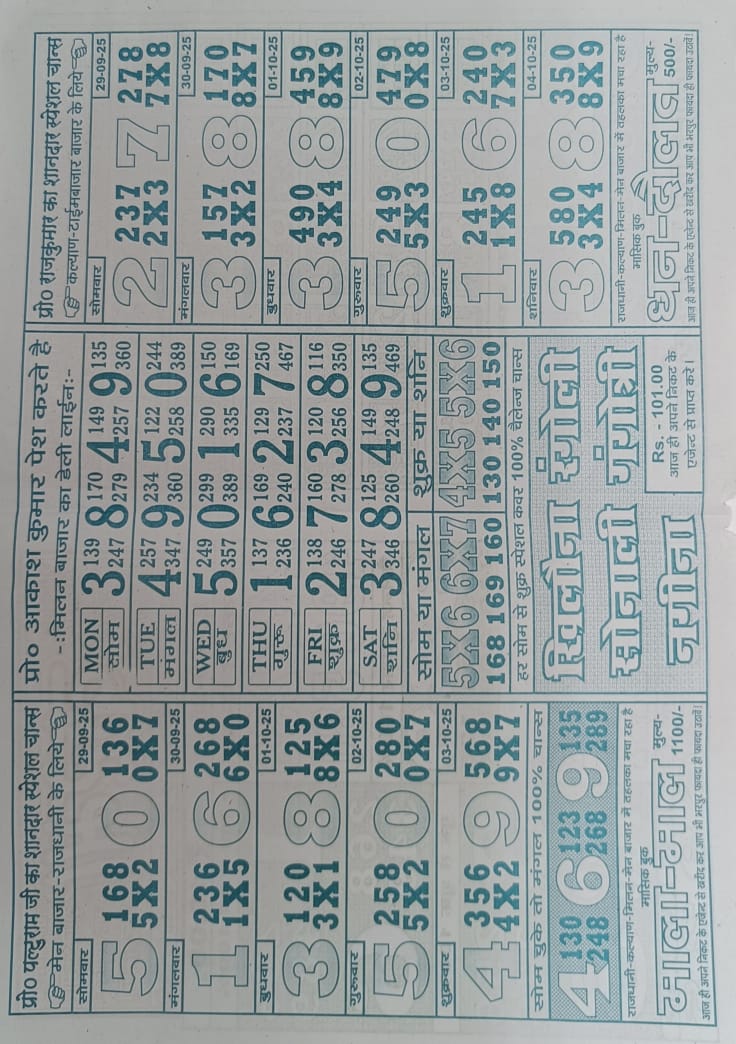 प्रो० पल्टुराम जी का शानदार स्पेशल चान्स
मेन बाजार-राजधानी के लिये
सोमवार 29-09-25
5 168 0 136
5X2 0X7
मंगलवार 30-09-25
1 236 6 268
1X5 6X0
बुधवार 01-10-25
3 120 8 125
3X1 8X6
गुरुवार 02-10-25
5 258 0 280
5X2 0X7
शुक्रवार 03-10-25
4 356 9 568
4X2 9X7
सोम चुके तो मंगल 100% चान्स
4 130 6 123 9 135
248 268 289
राजधानी-कल्याण-मिलन-मेन बाजार में तहलका मचा रहा है
मासिक बुक
माला-माल मूल्य- 1100/-
आज ही अपने निकट के एजेन्ट से खरीद कर आप भी भरपुर फायदा ही फायदा उठावें!
प्रो० आकाश कुमार पेश करते है
-:मिलन बाजार का डेली लाईन:-
MON 3 139 8 170 4 149 9 135
सोम 247 279 257 360
TUE 4 257 9 234 5 122 0 244
मंगल 347 360 258 389
WED 5 249 0 299 1 290 6 150
बुध 357 389 335 169
THU 1 137 6 169 2 129 7 250
गुरू 236 240 237 467
FRI 2 138 7 160 3 120 8 116
शुक्र 246 278 256 350
SAT 3 247 8 125 4 149 9 135
शनि 346 260 248 469
सोम या मंगल शुक्र या शनि
5X6 6X7 4X5 5X6
168 169 160 130 140 150
हर सोम से शुक्र स्पेशल कवर 100% चैलेन्ज चान्स
खिलौना रंगोली
सोनाली गंगोत्री
नगीना
Rs. - 101.00
आज ही अपने निकट के
एजेन्ट से प्राप्त करें।
प्रो० राजकुमार का शानदार स्पेशल चान्स
कल्याण-टाईमबाजार बाजार के लिये
सोमवार 29-09-25
2 237 7 278
2X3 7X8
मंगलवार 30-09-25
3 157 8 170
3X2 8X7
बुधवार 01-10-25
3 490 8 459
3X4 8X9
गुरुवार 02-10-25
5 249 0 479
5X3 0X8
शुक्रवार 03-10-25
1 245 6 240
1X8 7X3
शनिवार 04-10-25
3 580 8 350
3X4 8X9
राजधानी-कल्याण-मिलन-मेन बाजार में तहलका मचा रहा है
मासिक बुक
धन-दौलत मूल्य- 500/-
आज ही अपने निकट के एजेन्ट से खरीद कर आप भी भरपुर फायदा ही फायदा उठावें!